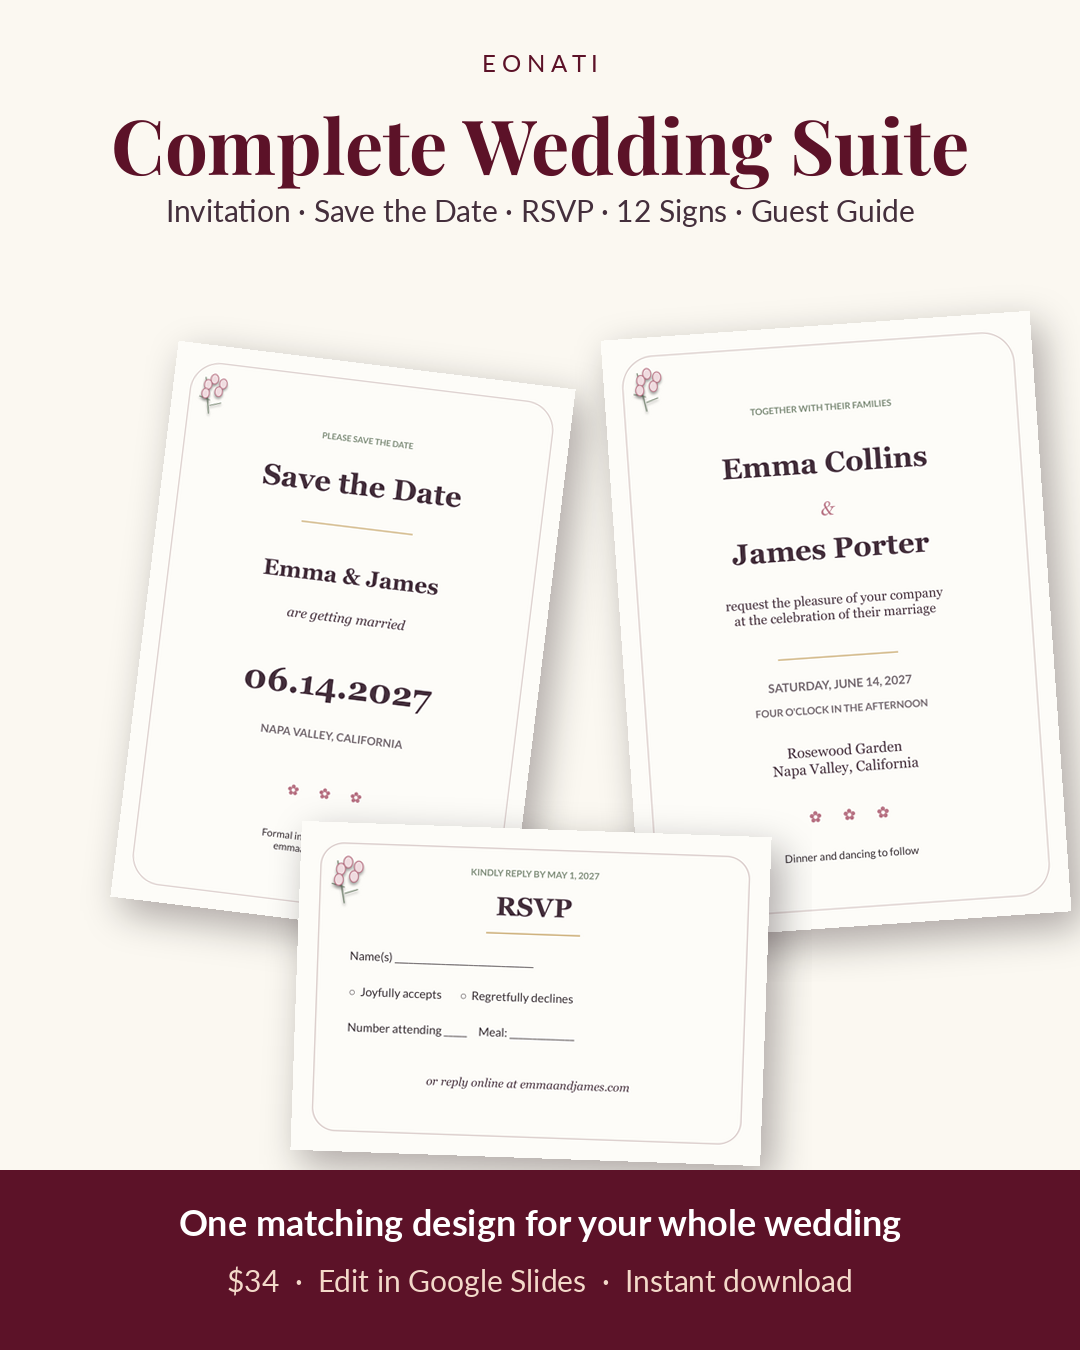 EONATI
Complete Wedding Suite
Invitation · Save the Date · RSVP · 12 Signs · Guest Guide
PLEASE SAVE THE DATE
Save the Date
Emma & James
are getting married
06.14.2027
NAPA VALLEY, CALIFORNIA
Formal
emma
TOGETHER WITH THEIR FAMILIES
Emma Collins
&
James Porter
request the pleasure of your company
at the celebration of their marriage
SATURDAY, JUNE 14, 2027
FOUR O'CLOCK IN THE AFTERNOON
Rosewood Garden
Napa Valley, California
Dinner and dancing to follow
KINDLY REPLY BY MAY 1, 2027
RSVP
Name(s)
Joyfully accepts Regretfully declines
Number attending Meal:
or reply online at emmaandjames.com
One matching design for your whole wedding
$34 · Edit in Google Slides · Instant download